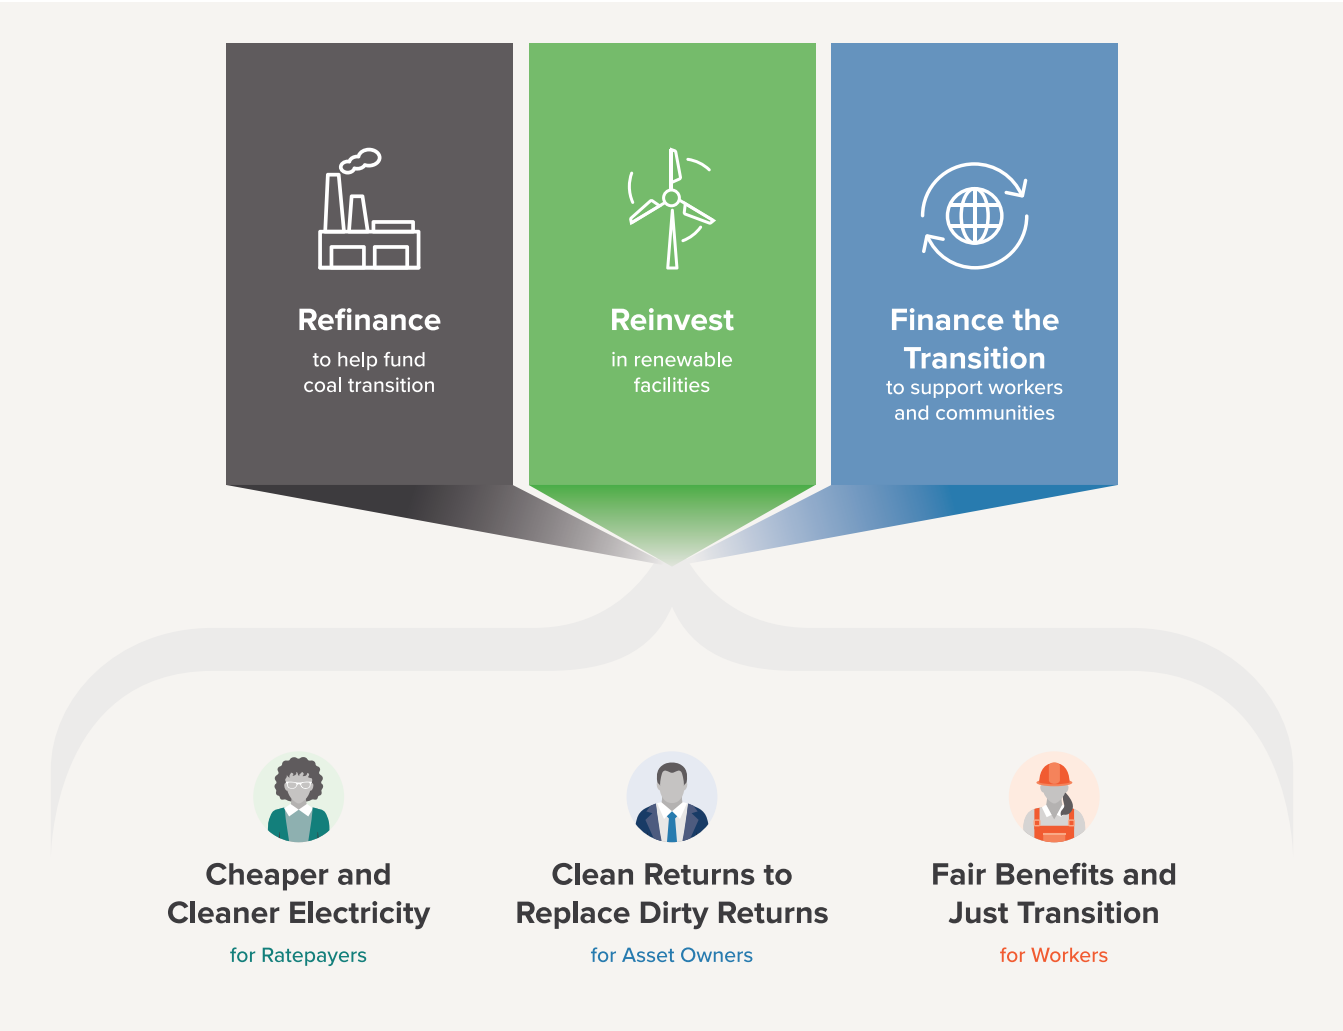 Refinance
to help fund
coal transition
Reinvest
in renewable
facilities
Finance the
Transition
to support workers
and communities
Cheaper and
Cleaner Electricity
for Ratepayers
Clean Returns to
Replace Dirty Returns
for Asset Owners
Fair Benefits and
Just Transition
for Workers